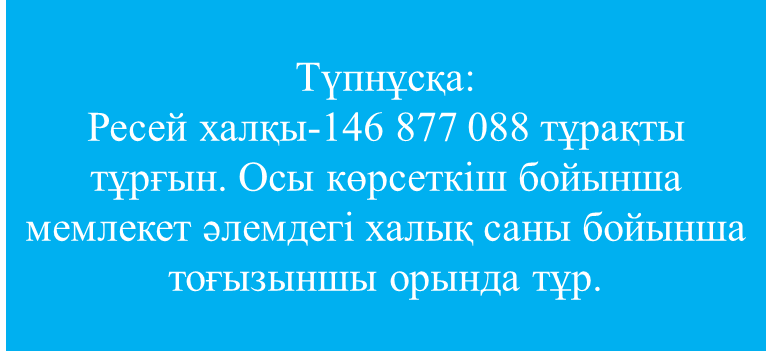 Түпнұсқа:
Ресей халқы-146 877 088 тұрақты
тұрғын. Осы көрсеткіш бойынша
мемлекет әлемдегі халық саны бойынша
тоғызыншы орында тұр.